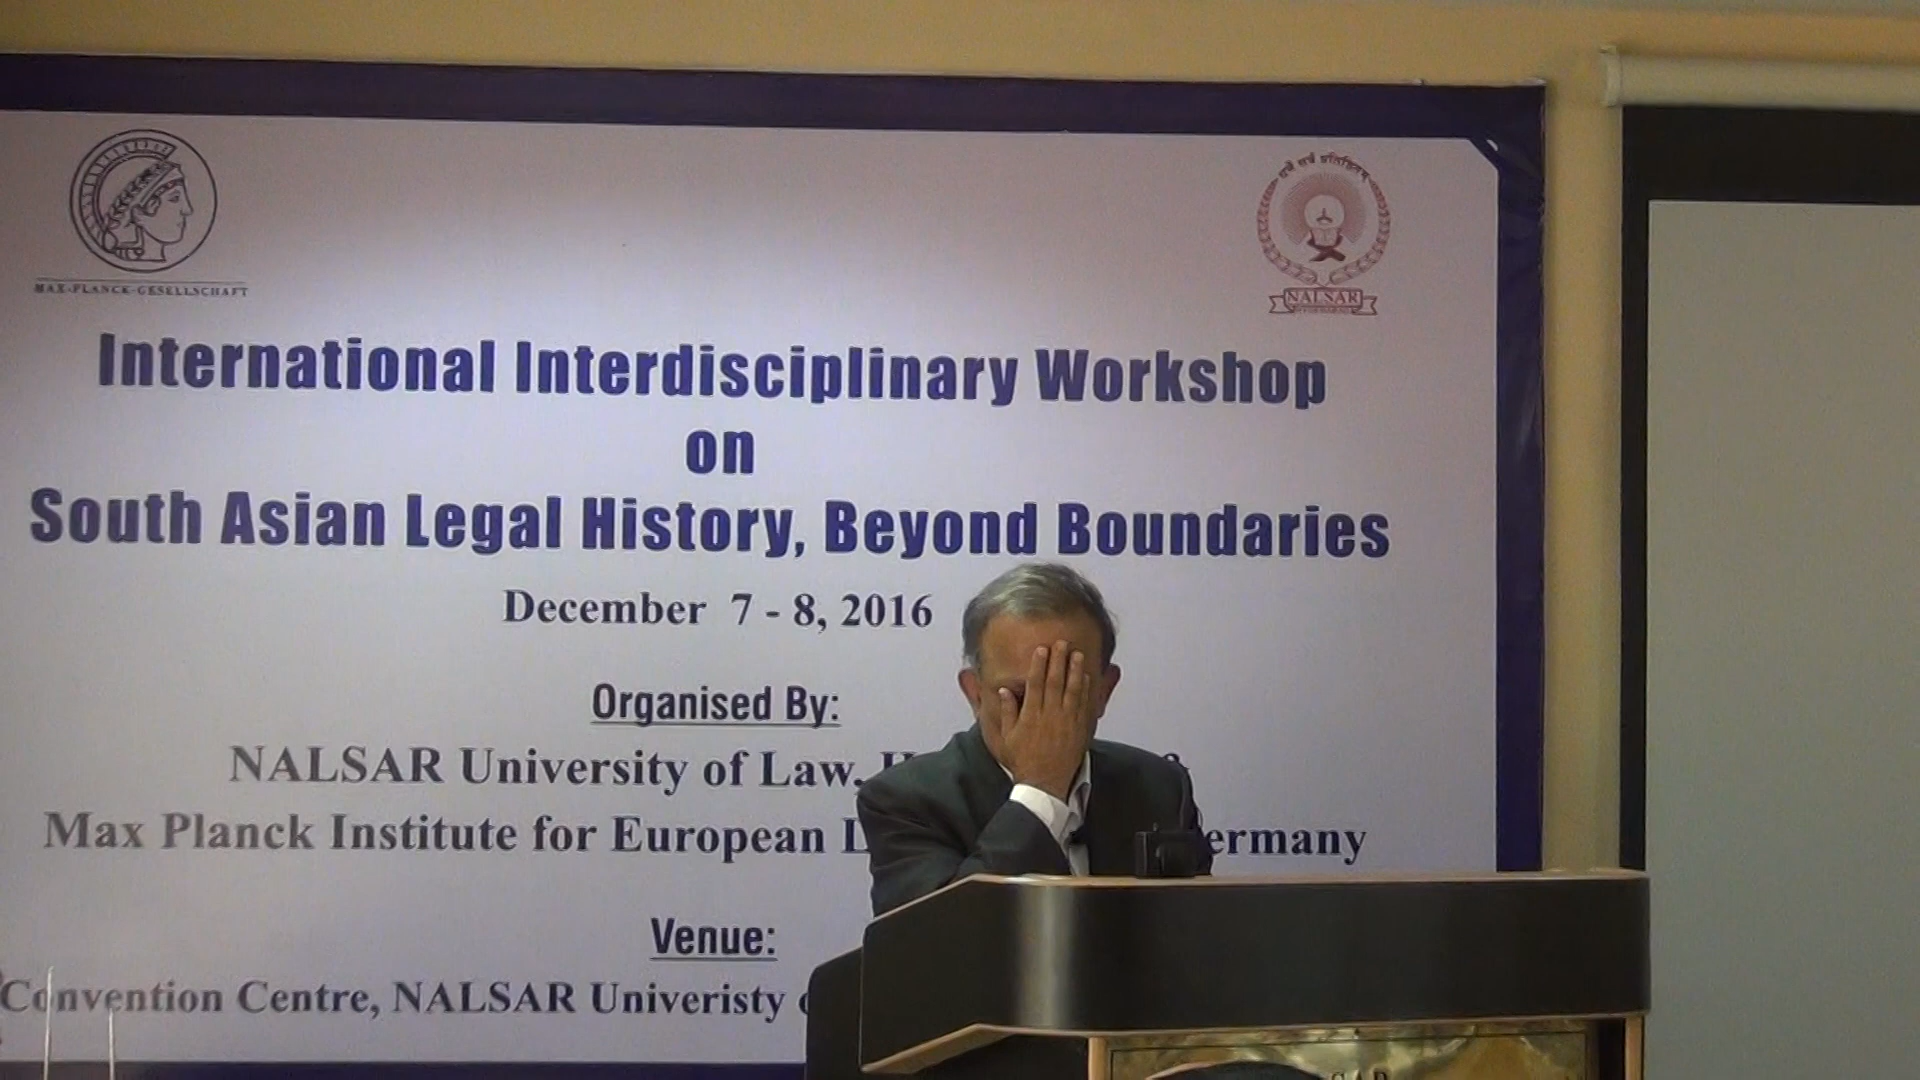 MAX-PLANCK-GESELLSCHAFT
NALSAR
International Interdisciplinary Workshop
on
South Asian Legal History, Beyond Boundaries
December 7 - 8, 2016
Organised By:
NALSAR University of Law,
Max Planck Institute for European ermany
Venue:
Convention Centre, NALSAR Univeristy